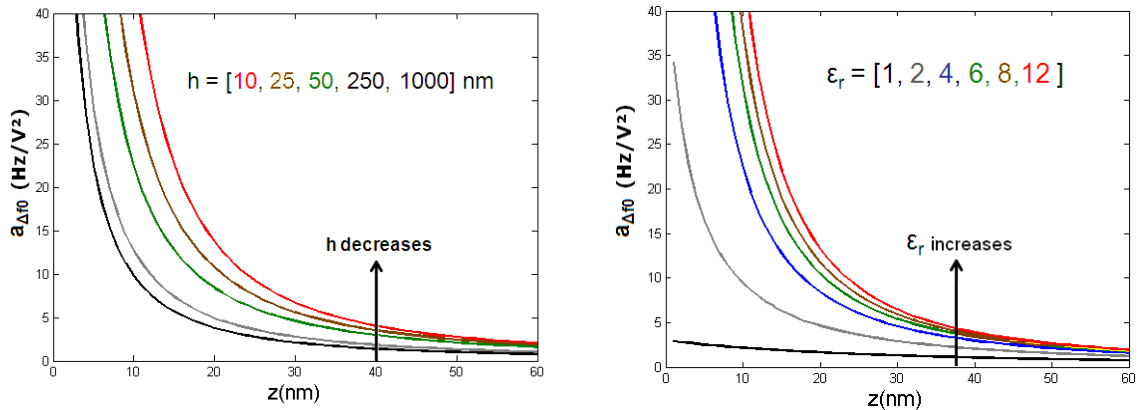 40
35
30
25
20
15
10
5
0
a_Δf0 (Hz/V²)
h = [10, 25, 50, 250, 1000] nm
h decreases
0 10 20 30 40 50 60
z(nm)
40
35
30
25
20
15
10
5
0
a_Δf0 (Hz/V²)
ε_r = [1, 2, 4, 6, 8,12 ]
ε_r increases
0 10 20 30 40 50 60
z(nm)